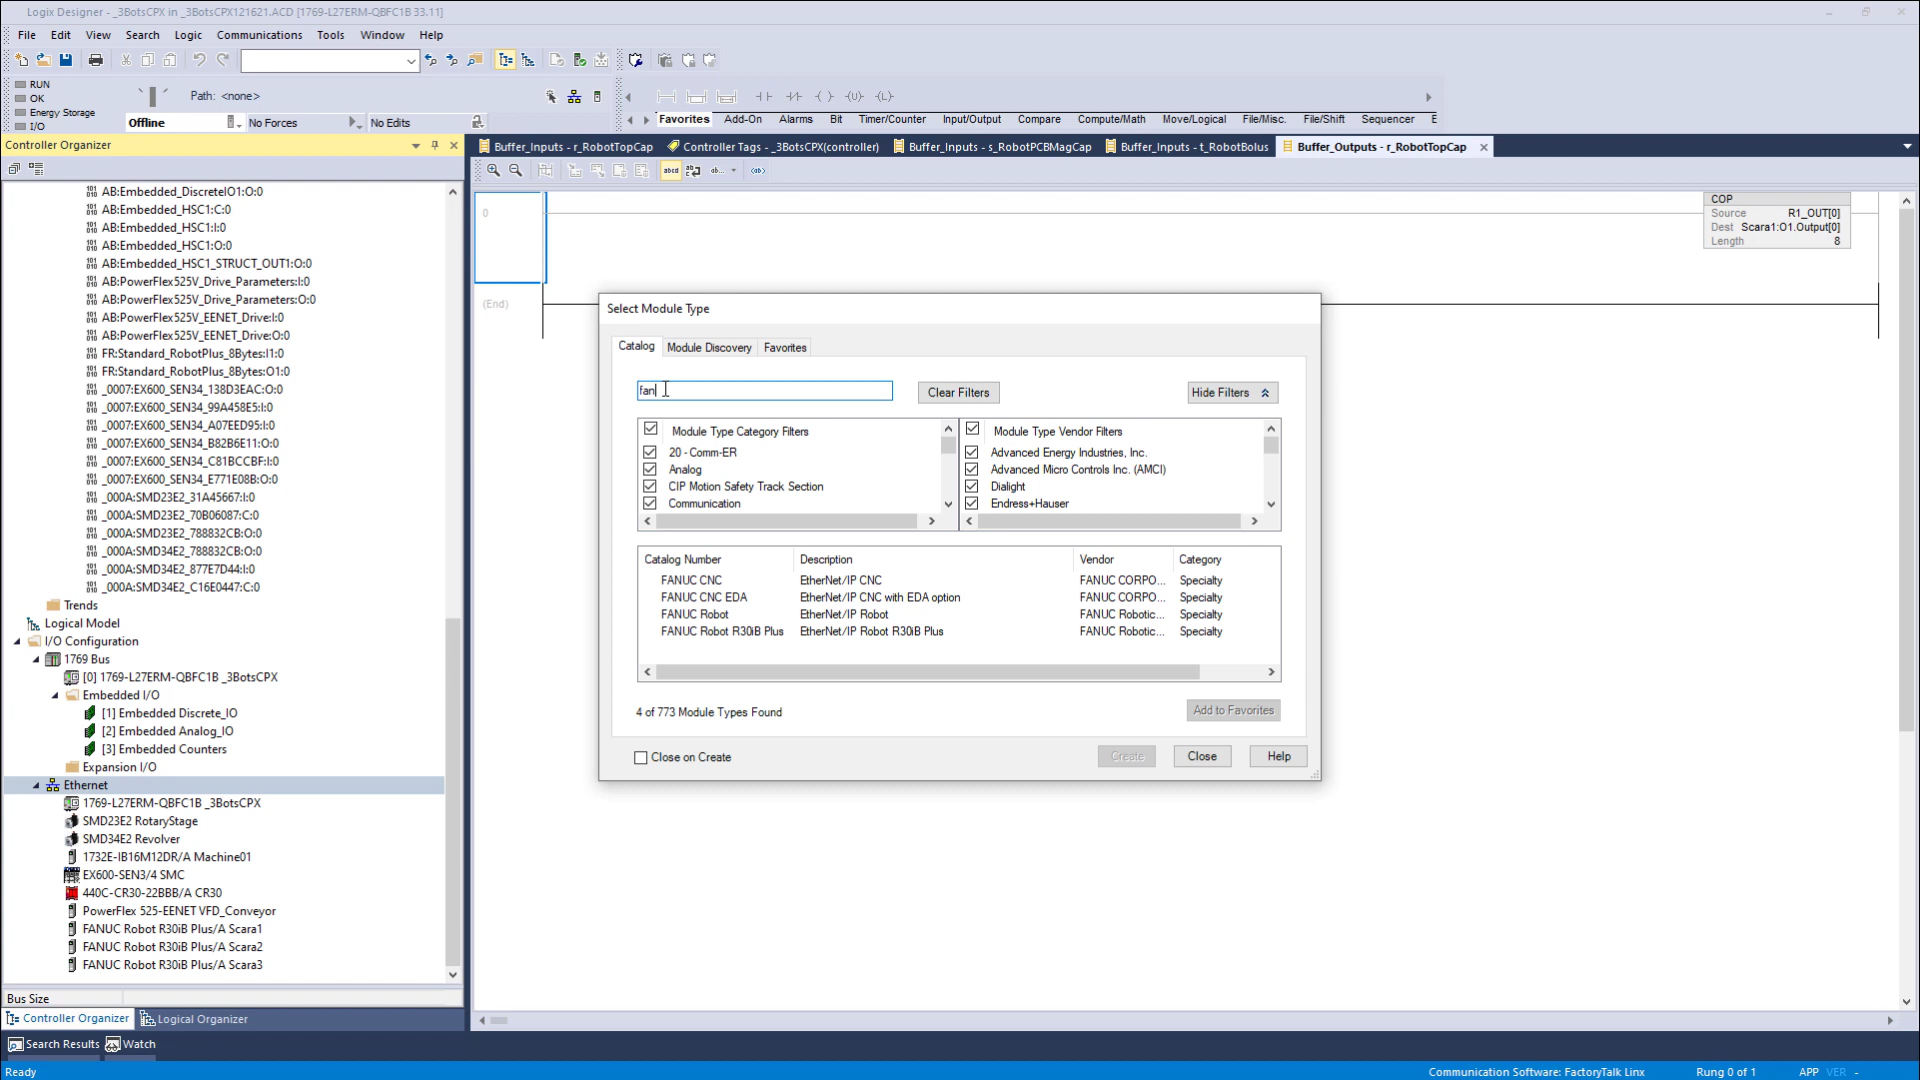 Logix Designer - _3BotsCPX in _3BotsCPX121621.ACD [1769-L27ERM-QBFC1B 33.11]
File Edit View Search Logic Communications Tools Window Help
RUN
OK
Energy Storage
I/O
Path: <none>
Offline
No Forces
No Edits
Favorites Add-On Alarms Bit Timer/Counter Input/Output Compare Compute/Math Move/Logical File/Misc. File/Shift Sequencer E
Controller Organizer
AB:Embedded_DiscreteIO1:O:0
AB:Embedded_HSC1:C:0
AB:Embedded_HSC1:I:0
AB:Embedded_HSC1:O:0
AB:Embedded_HSC1_STRUCT_OUT1:O:0
AB:PowerFlex525V_Drive_Parameters:I:0
AB:PowerFlex525V_Drive_Parameters:O:0
AB:PowerFlex525V_EENET_Drive:I:0
AB:PowerFlex525V_EENET_Drive:O:0
FR:Standard_RobotPlus_8Bytes:I1:0
FR:Standard_RobotPlus_8Bytes:O1:0
_0007:EX600_SEN34_138D3EAC:O:0
_0007:EX600_SEN34_99A458E5:I:0
_0007:EX600_SEN34_A07EED95:I:0
_0007:EX600_SEN34_B82B6E11:O:0
_0007:EX600_SEN34_C81BCCBF:I:0
_0007:EX600_SEN34_E771E08B:O:0
_000A:SMD23E2_31A45667:I:0
_000A:SMD23E2_70B06087:C:0
_000A:SMD23E2_788832CB:O:0
_000A:SMD34E2_788832CB:O:0
_000A:SMD34E2_877E7D44:I:0
_000A:SMD34E2_C16E0447:C:0
Trends
Logical Model
I/O Configuration
1769 Bus
[0] 1769-L27ERM-QBFC1B _3BotsCPX
Embedded I/O
[1] Embedded Discrete_IO
[2] Embedded Analog_IO
[3] Embedded Counters
Expansion I/O
Ethernet
1769-L27ERM-QBFC1B _3BotsCPX
SMD23E2 RotaryStage
SMD34E2 Revolver
1732E-IB16M12DR/A Machine01
EX600-SEN3/4 SMC
440C-CR30-22BBB/A CR30
PowerFlex 525-EENET VFD_Conveyor
FANUC Robot R30iB Plus/A Scara1
FANUC Robot R30iB Plus/A Scara2
FANUC Robot R30iB Plus/A Scara3
Bus Size
Controller Organizer Logical Organizer
Search Results Watch
Ready
Buffer_Inputs - r_RobotTopCap
Controller Tags - _3BotsCPX(controller)
Buffer_Inputs - s_RobotPCBMagCap
Buffer_Inputs - t_RobotBolus
Buffer_Outputs - r_RobotTopCap
abcd
ab...
<ab>
0
(End)
COP
Source R1_OUT[0]
Dest Scara1:O1.Output[0]
Length 8
Select Module Type
Catalog Module Discovery Favorites
fan
Clear Filters
Hide Filters
Module Type Category Filters
20 - Comm-ER
Analog
CIP Motion Safety Track Section
Communication
Module Type Vendor Filters
Advanced Energy Industries, Inc.
Advanced Micro Controls Inc. (AMCI)
Dialight
Endress+Hauser
Catalog Number Description Vendor Category
FANUC CNC EtherNet/IP CNC FANUC CORPO... Specialty
FANUC CNC EDA EtherNet/IP CNC with EDA option FANUC CORPO... Specialty
FANUC Robot EtherNet/IP Robot FANUC Robotic... Specialty
FANUC Robot R30iB Plus EtherNet/IP Robot R30iB Plus FANUC Robotic... Specialty
4 of 773 Module Types Found
Add to Favorites
Close on Create
Create Close Help
Communication Software: FactoryTalk Linx
Rung 0 of 1
APP VER